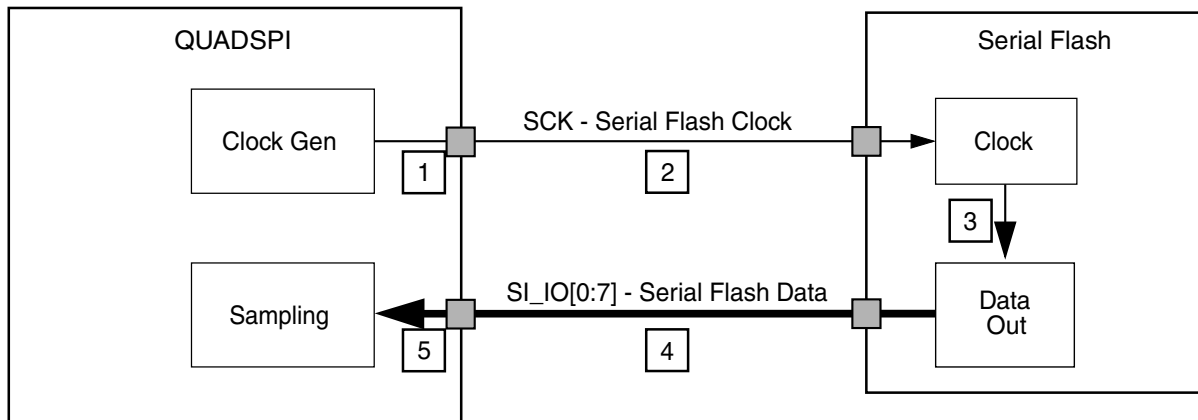 QUADSPI
Serial Flash
Clock Gen
SCK - Serial Flash Clock
Clock
1
2
3
Sampling
SI_IO[0:7] - Serial Flash Data
Data
Out
5
4